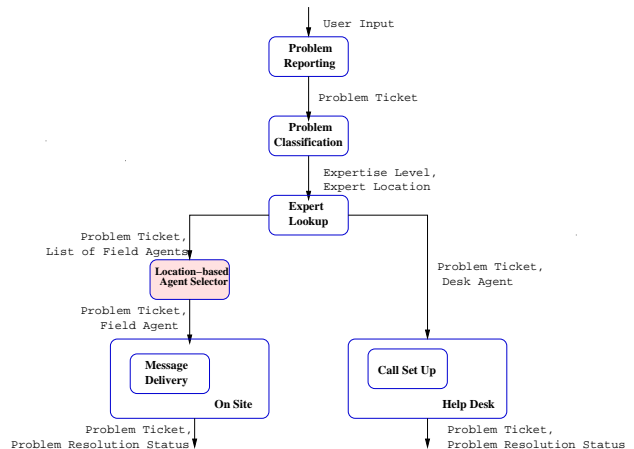 User Input
Problem
Reporting
Problem Ticket
Problem
Classification
Expertise Level,
Expert Location
Expert
Lookup
Problem Ticket,
List of Field Agents
Location-based
Agent Selector
Problem Ticket,
Field Agent
Message
Delivery
On Site
Problem Ticket,
Problem Resolution Status
Problem Ticket,
Desk Agent
Call Set Up
Help Desk
Problem Ticket,
Problem Resolution Status